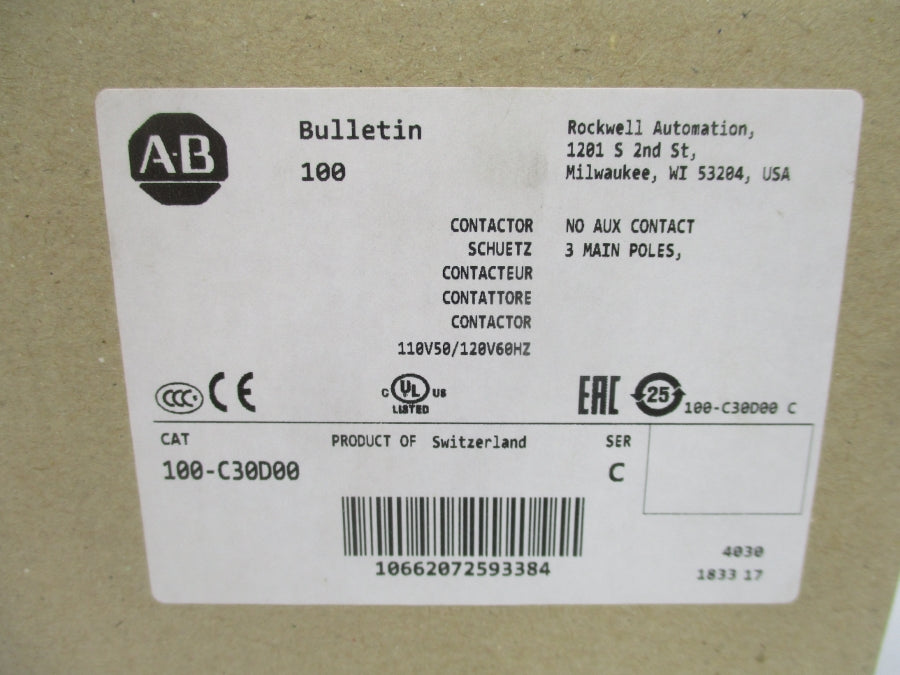 A·B
Bulletin
100
Rockwell Automation,
1201 S 2nd St,
Milwaukee, WI 53204, USA
CONTACTOR NO AUX CONTACT
SCHUETZ 3 MAIN POLES,
CONTACTEUR
CONTATTORE
CONTACTOR
110V50/120V60HZ
CCC CE C UL US LISTED EAC 25 100-C30D00 C
CAT PRODUCT OF Switzerland SER
100-C30D00 C
10662072593384
4030
1833 17